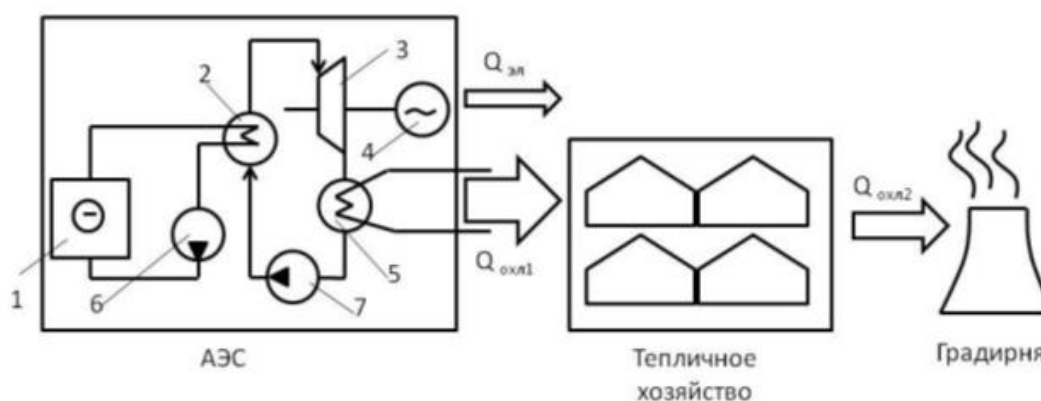 1
2
3
4
5
6
7
Q эл
Q охл1
Q охл2
АЭС
Тепличное
хозяйство
Градирня